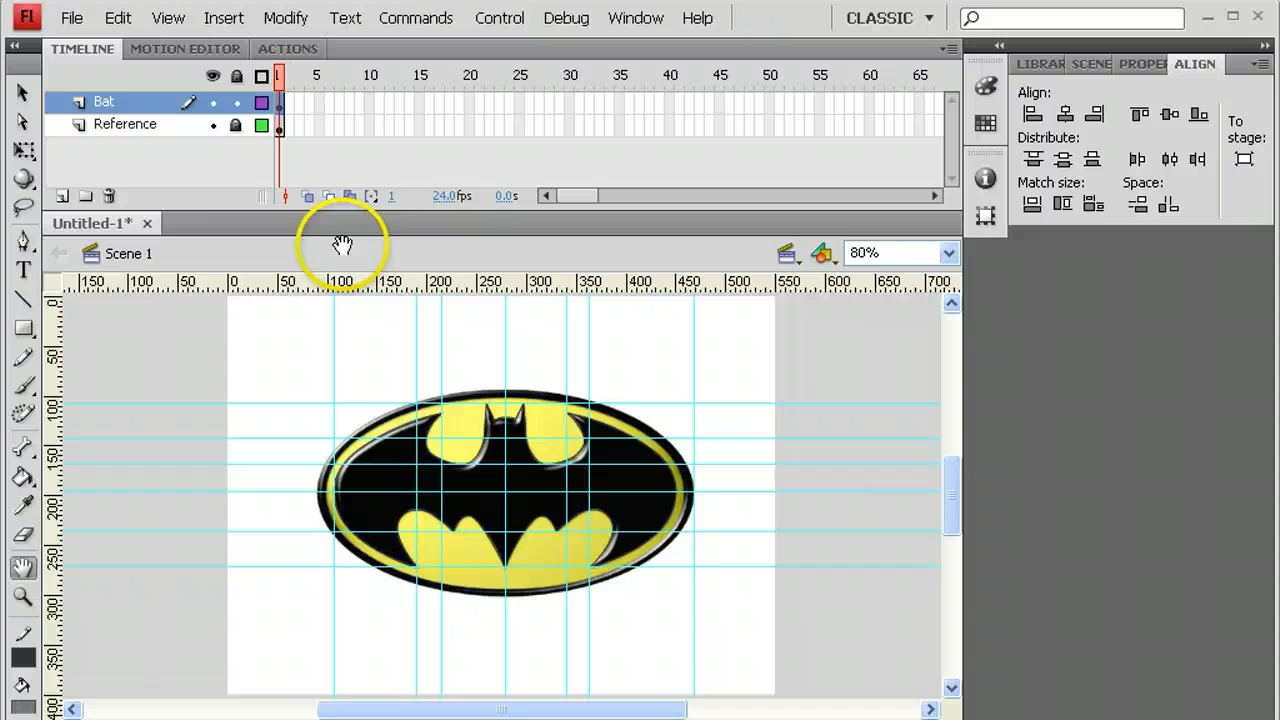 Fl File Edit View Insert Modify Text Commands Control Debug Window Help CLASSIC
TIMELINE MOTION EDITOR ACTIONS
LIBRAR SCENE PROPER ALIGN
1 5 10 15 20 25 30 35 40 45 50 55 60 65
Align:
Bat
Reference
Distribute:
To
stage:
Match size: Space:
1 24.0fps 0.0s
Untitled-1*
Scene 1 80%
150 100 50 0 50 100 150 200 250 300 350 400 450 500 550 600 650 700
0
50
100
150
200
250
300
350
400